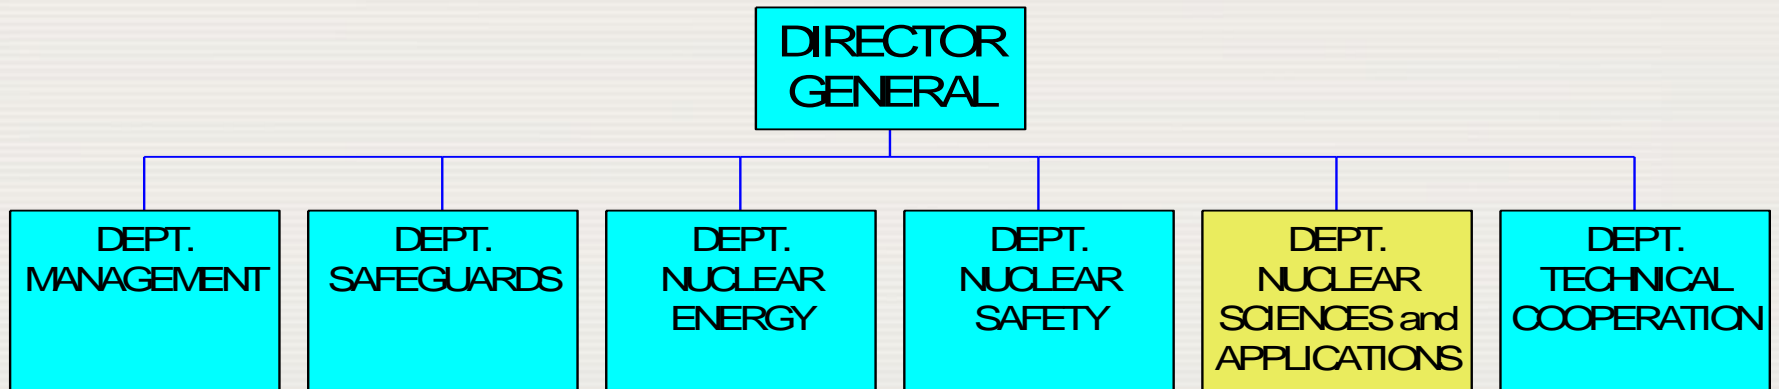 DIRECTOR
GENERAL
DEPT.
MANAGEMENT
DEPT.
SAFEGUARDS
DEPT.
NUCLEAR
ENERGY
DEPT.
NUCLEAR
SAFETY
DEPT.
NUCLEAR
SCIENCES and
APPLICATIONS
DEPT.
TECHNICAL
COOPERATION